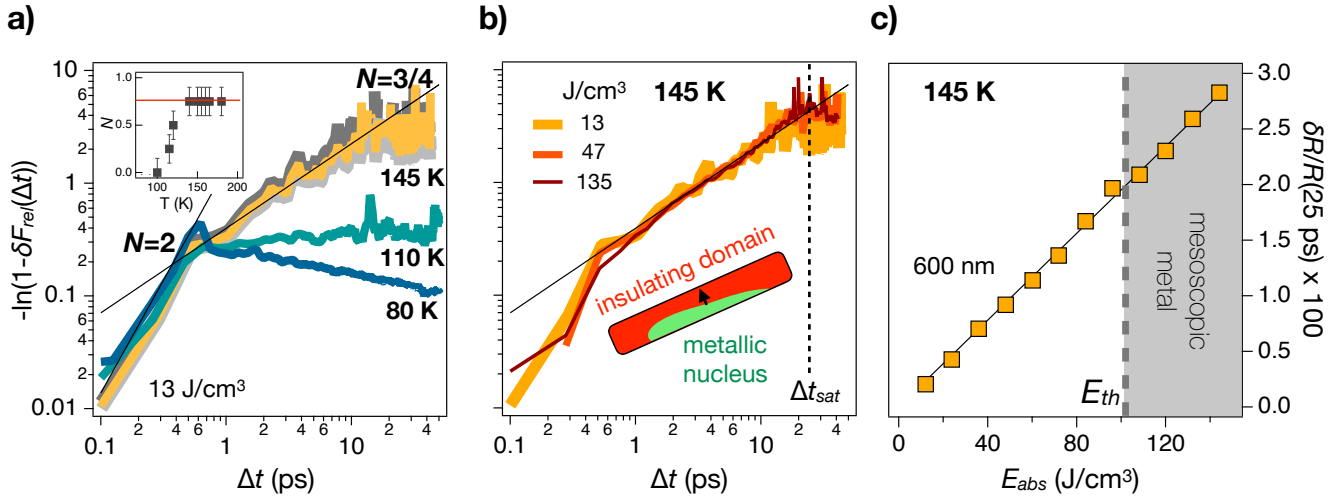 a)
-ln(1-δF_rel(Δt))
10
6
4
2
1
6
4
2
0.1
6
4
2
0.01
1.0
0.5
0.0
N
100
150
200
T (K)
N=3/4
N=2
145 K
110 K
80 K
13 J/cm³
0.1
2
4
6
1
2
4
6
10
2
4
Δt (ps)
b)
J/cm³
13
47
135
145 K
insulating domain
metallic
nucleus
Δt_sat
0.1
2
4
6
1
2
4
6
10
2
4
Δt (ps)
c)
145 K
600 nm
E_th
mesoscopic
metal
3.0
2.5
2.0
1.5
1.0
0.5
0.0
δR/R(25 ps) x 100
0
40
80
120
E_abs (J/cm³)